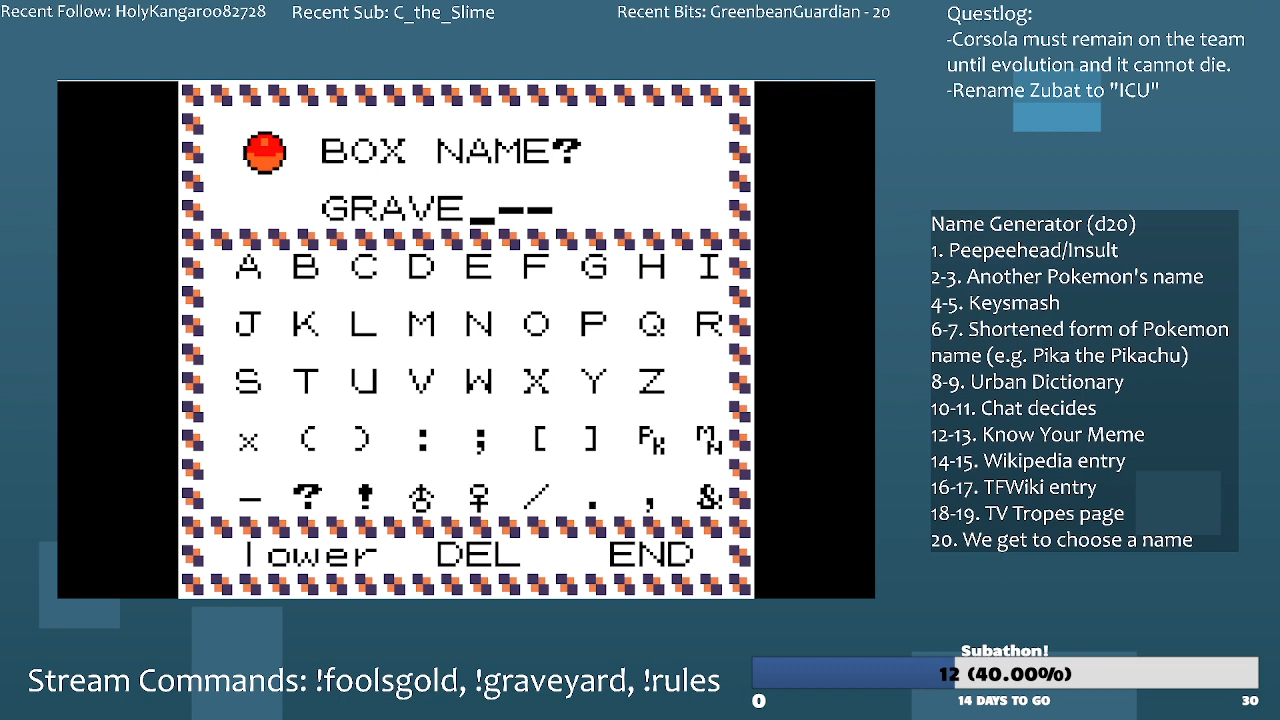 Recent Follow: HolyKangaroo82728
Recent Sub: C_the_Slime
Recent Bits: GreenbeanGuardian - 20
Questlog:
-Corsola must remain on the team
until evolution and it cannot die.
-Rename Zubat to "ICU"
BOX NAME?
GRAVE_--
A B C D E F G H I
J K L M N O P Q R
S T U V W X Y Z
× ( ) : ; [ ] PK MN
- ? ! ♂ ♀ / . , &
lower DEL END
Name Generator (d20)
1. Peepeehead/Insult
2-3. Another Pokemon's name
4-5. Keysmash
6-7. Shortened form of Pokemon
name (e.g. Pika the Pikachu)
8-9. Urban Dictionary
10-11. Chat decides
12-13. Know Your Meme
14-15. Wikipedia entry
16-17. TFWiki entry
18-19. TV Tropes page
20. We get to choose a name
Stream Commands: !foolsgold, !graveyard, !rules
Subathon!
12 (40.00%)
0 14 DAYS TO GO 30